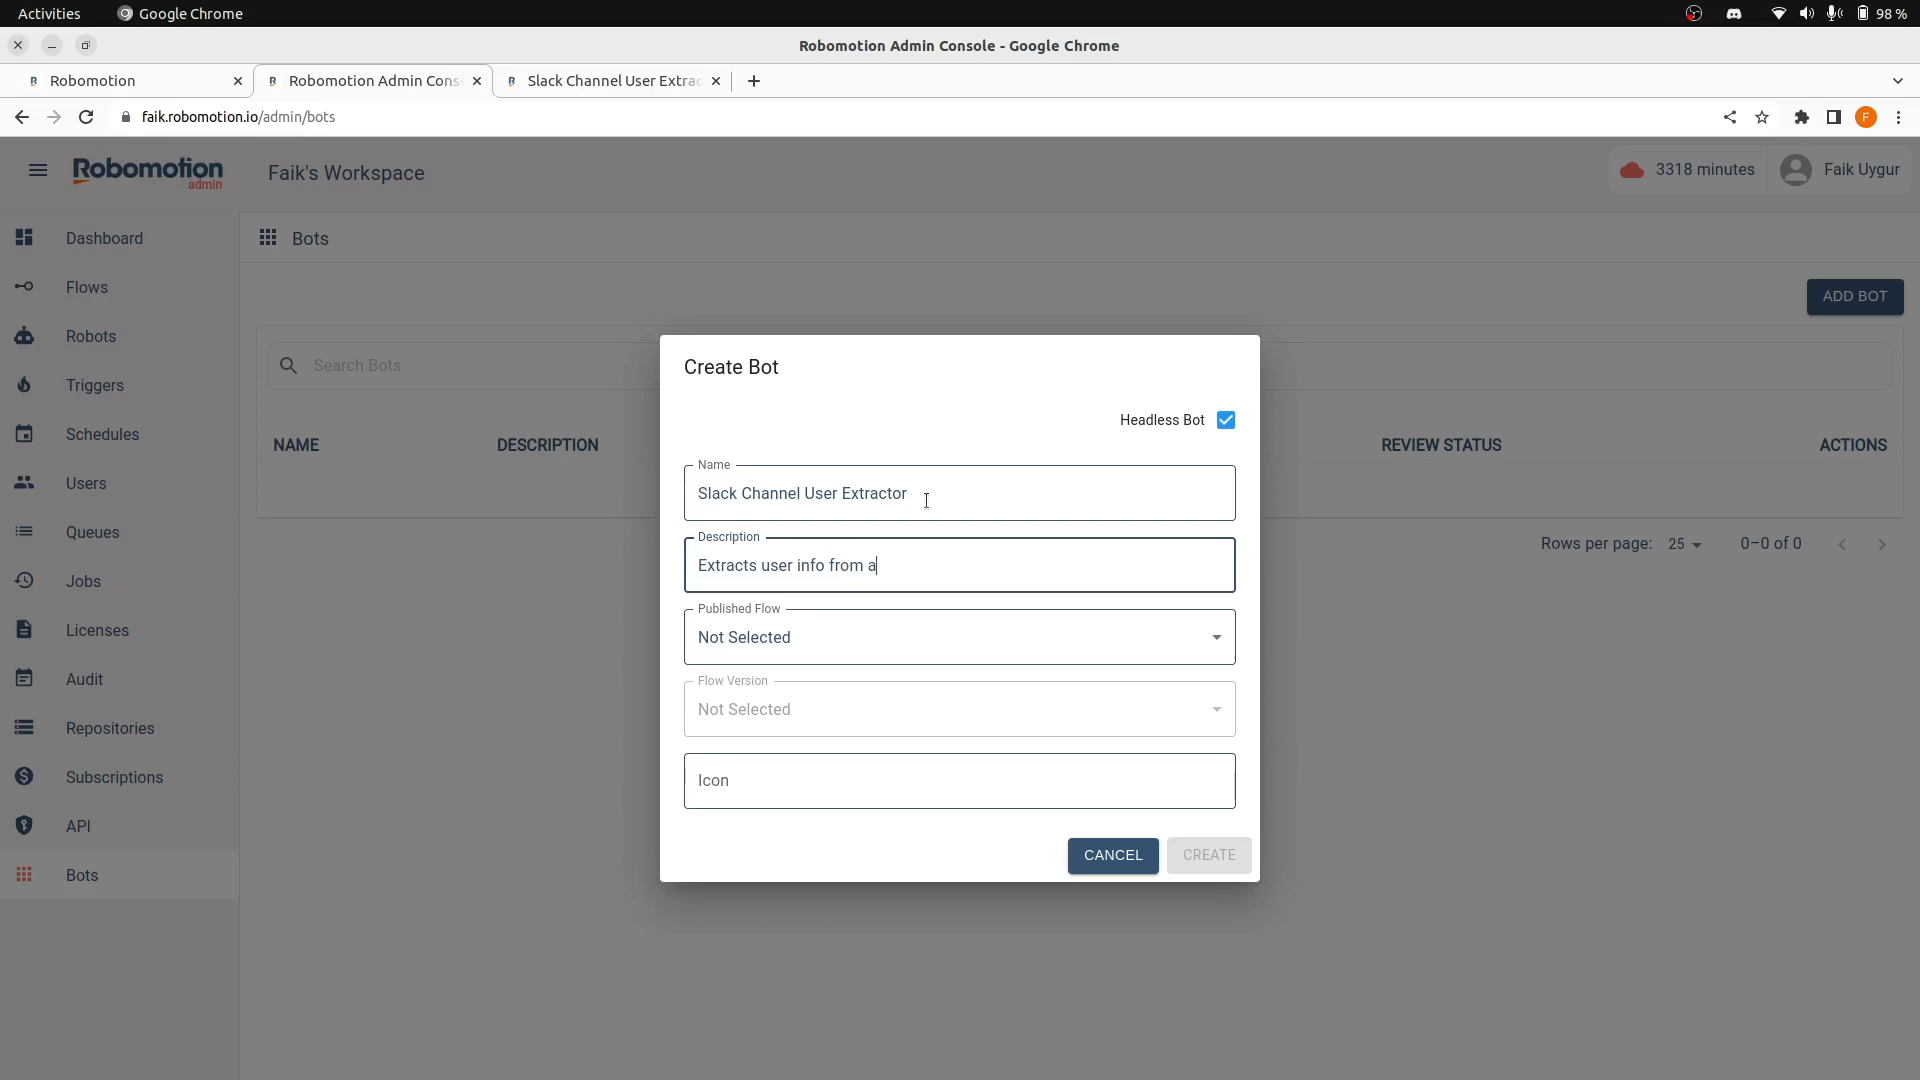 Activities Google Chrome 98 %
Robomotion Admin Console - Google Chrome
Robomotion Robomotion Admin Cons Slack Channel User Extrac
faik.robomotion.io/admin/bots F
Robomotion
admin
Faik's Workspace
3318 minutes Faik Uygur
Dashboard
Flows
Robots
Triggers
Schedules
Users
Queues
Jobs
Licenses
Audit
Repositories
Subscriptions
API
Bots
Bots
ADD BOT
Search Bots
NAME DESCRIPTION REVIEW STATUS ACTIONS
Rows per page: 25 0–0 of 0
Create Bot
Headless Bot
Name
Slack Channel User Extractor
Description
Extracts user info from a
Published Flow
Not Selected
Flow Version
Not Selected
Icon
CANCEL CREATE